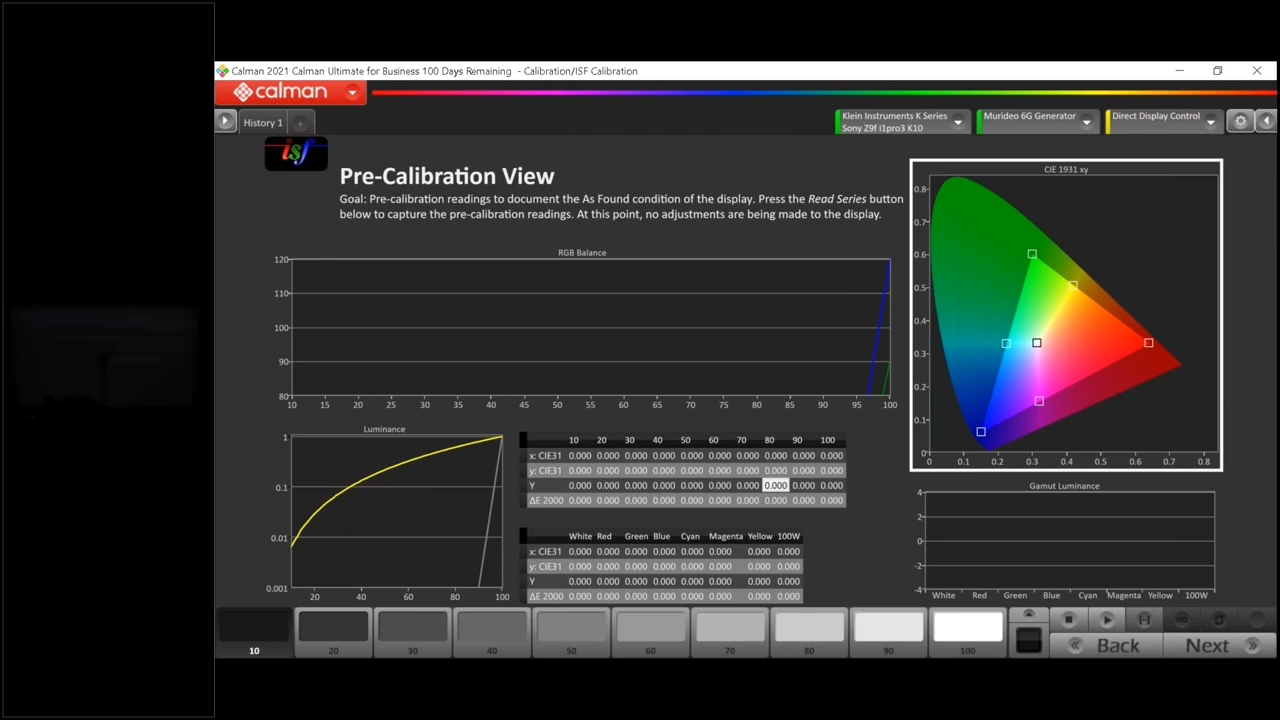 Calman 2021 Calman Ultimate for Business 100 Days Remaining  - Calibration/ISF Calibration
calman
History 1
+
Klein Instruments K Series
Sony Z9f i1pro3 K10
Murideo 6G Generator
Direct Display Control
isf
Pre-Calibration View
Goal: Pre-calibration readings to document the As Found condition of the display. Press the Read Series button
below to capture the pre-calibration readings. At this point, no adjustments are being made to the display.
RGB Balance
120
110
100
90
80
10 15 20 25 30 35 40 45 50 55 60 65 70 75 80 85 90 95 100
CIE 1931 xy
0.8
0.7
0.6
0.5
0.4
0.3
0.2
0.1
0
0 0.1 0.2 0.3 0.4 0.5 0.6 0.7 0.8
Luminance
1
0.1
0.01
0.001
20 40 60 80 100
10 20 30 40 50 60 70 80 90 100
x: CIE31 0.000 0.000 0.000 0.000 0.000 0.000 0.000 0.000 0.000 0.000
y: CIE31 0.000 0.000 0.000 0.000 0.000 0.000 0.000 0.000 0.000 0.000
Y 0.000 0.000 0.000 0.000 0.000 0.000 0.000 0.000 0.000 0.000
ΔE 2000 0.000 0.000 0.000 0.000 0.000 0.000 0.000 0.000 0.000 0.000
White Red Green Blue Cyan Magenta Yellow 100W
x: CIE31 0.000 0.000 0.000 0.000 0.000 0.000 0.000 0.000
y: CIE31 0.000 0.000 0.000 0.000 0.000 0.000 0.000 0.000
Y 0.000 0.000 0.000 0.000 0.000 0.000 0.000 0.000
ΔE 2000 0.000 0.000 0.000 0.000 0.000 0.000 0.000 0.000
Gamut Luminance
4
2
0
-2
-4
White Red Green Blue Cyan Magenta Yellow 100W
10 20 30 40 50 60 70 80 90 100
Back
Next